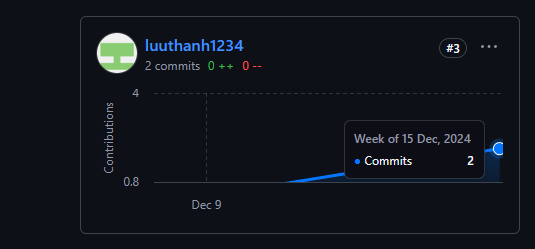 luuthanh1234
#3
2 commits 0 ++ 0 --
4
Contributions
Week of 15 Dec, 2024
Commits 2
0.8
Dec 9